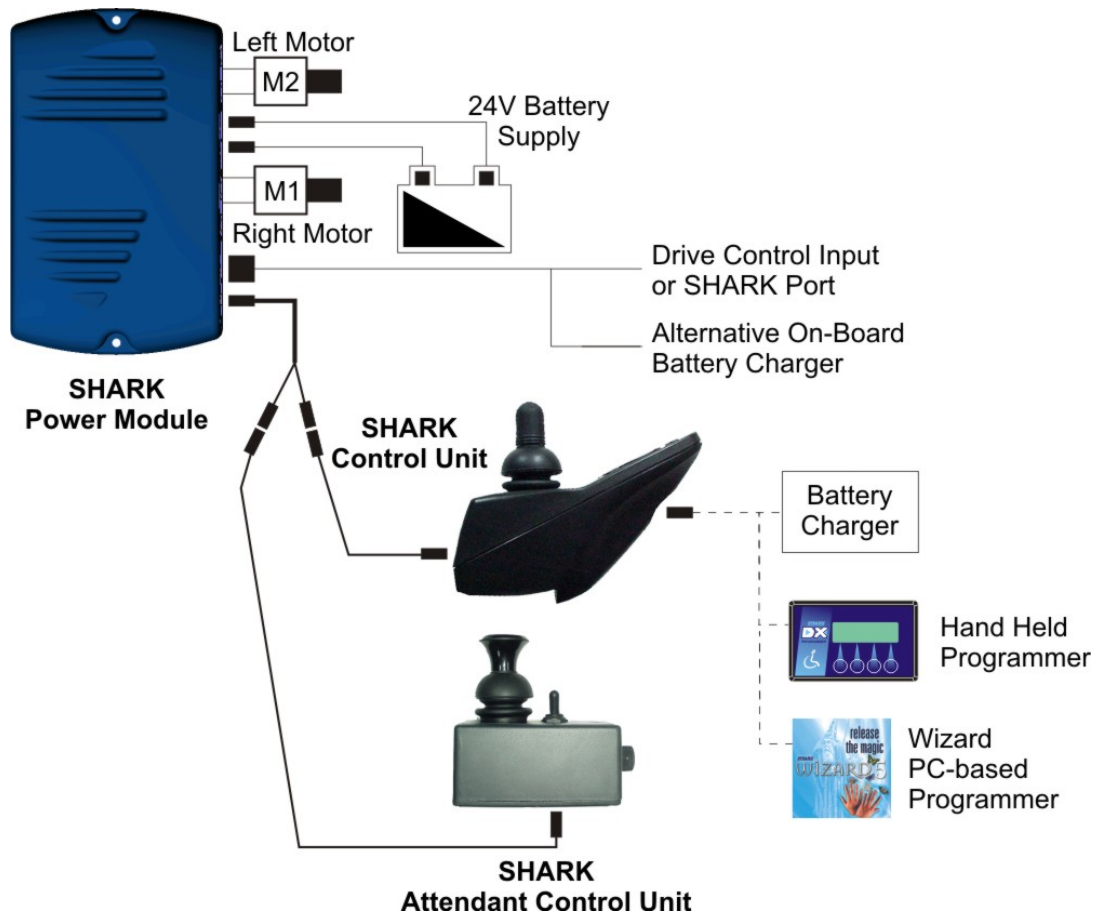 Left Motor
M2
24V Battery
Supply
M1
Right Motor
Drive Control Input
or SHARK Port
Alternative On-Board
Battery Charger
SHARK
Power Module
SHARK
Control Unit
Battery
Charger
DX
Hand Held
Programmer
release
the magic
WIZARD 5
Wizard
PC-based
Programmer
SHARK
Attendant Control Unit